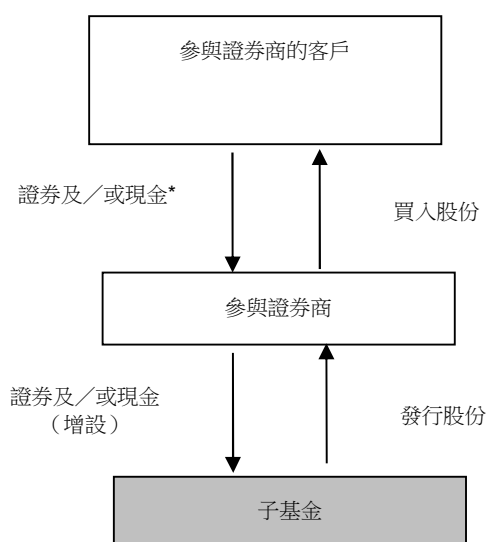 參與證券商的客戶
證券及／或現金*
買入股份
參與證券商
證券及／或現金
（增設）
發行股份
子基金